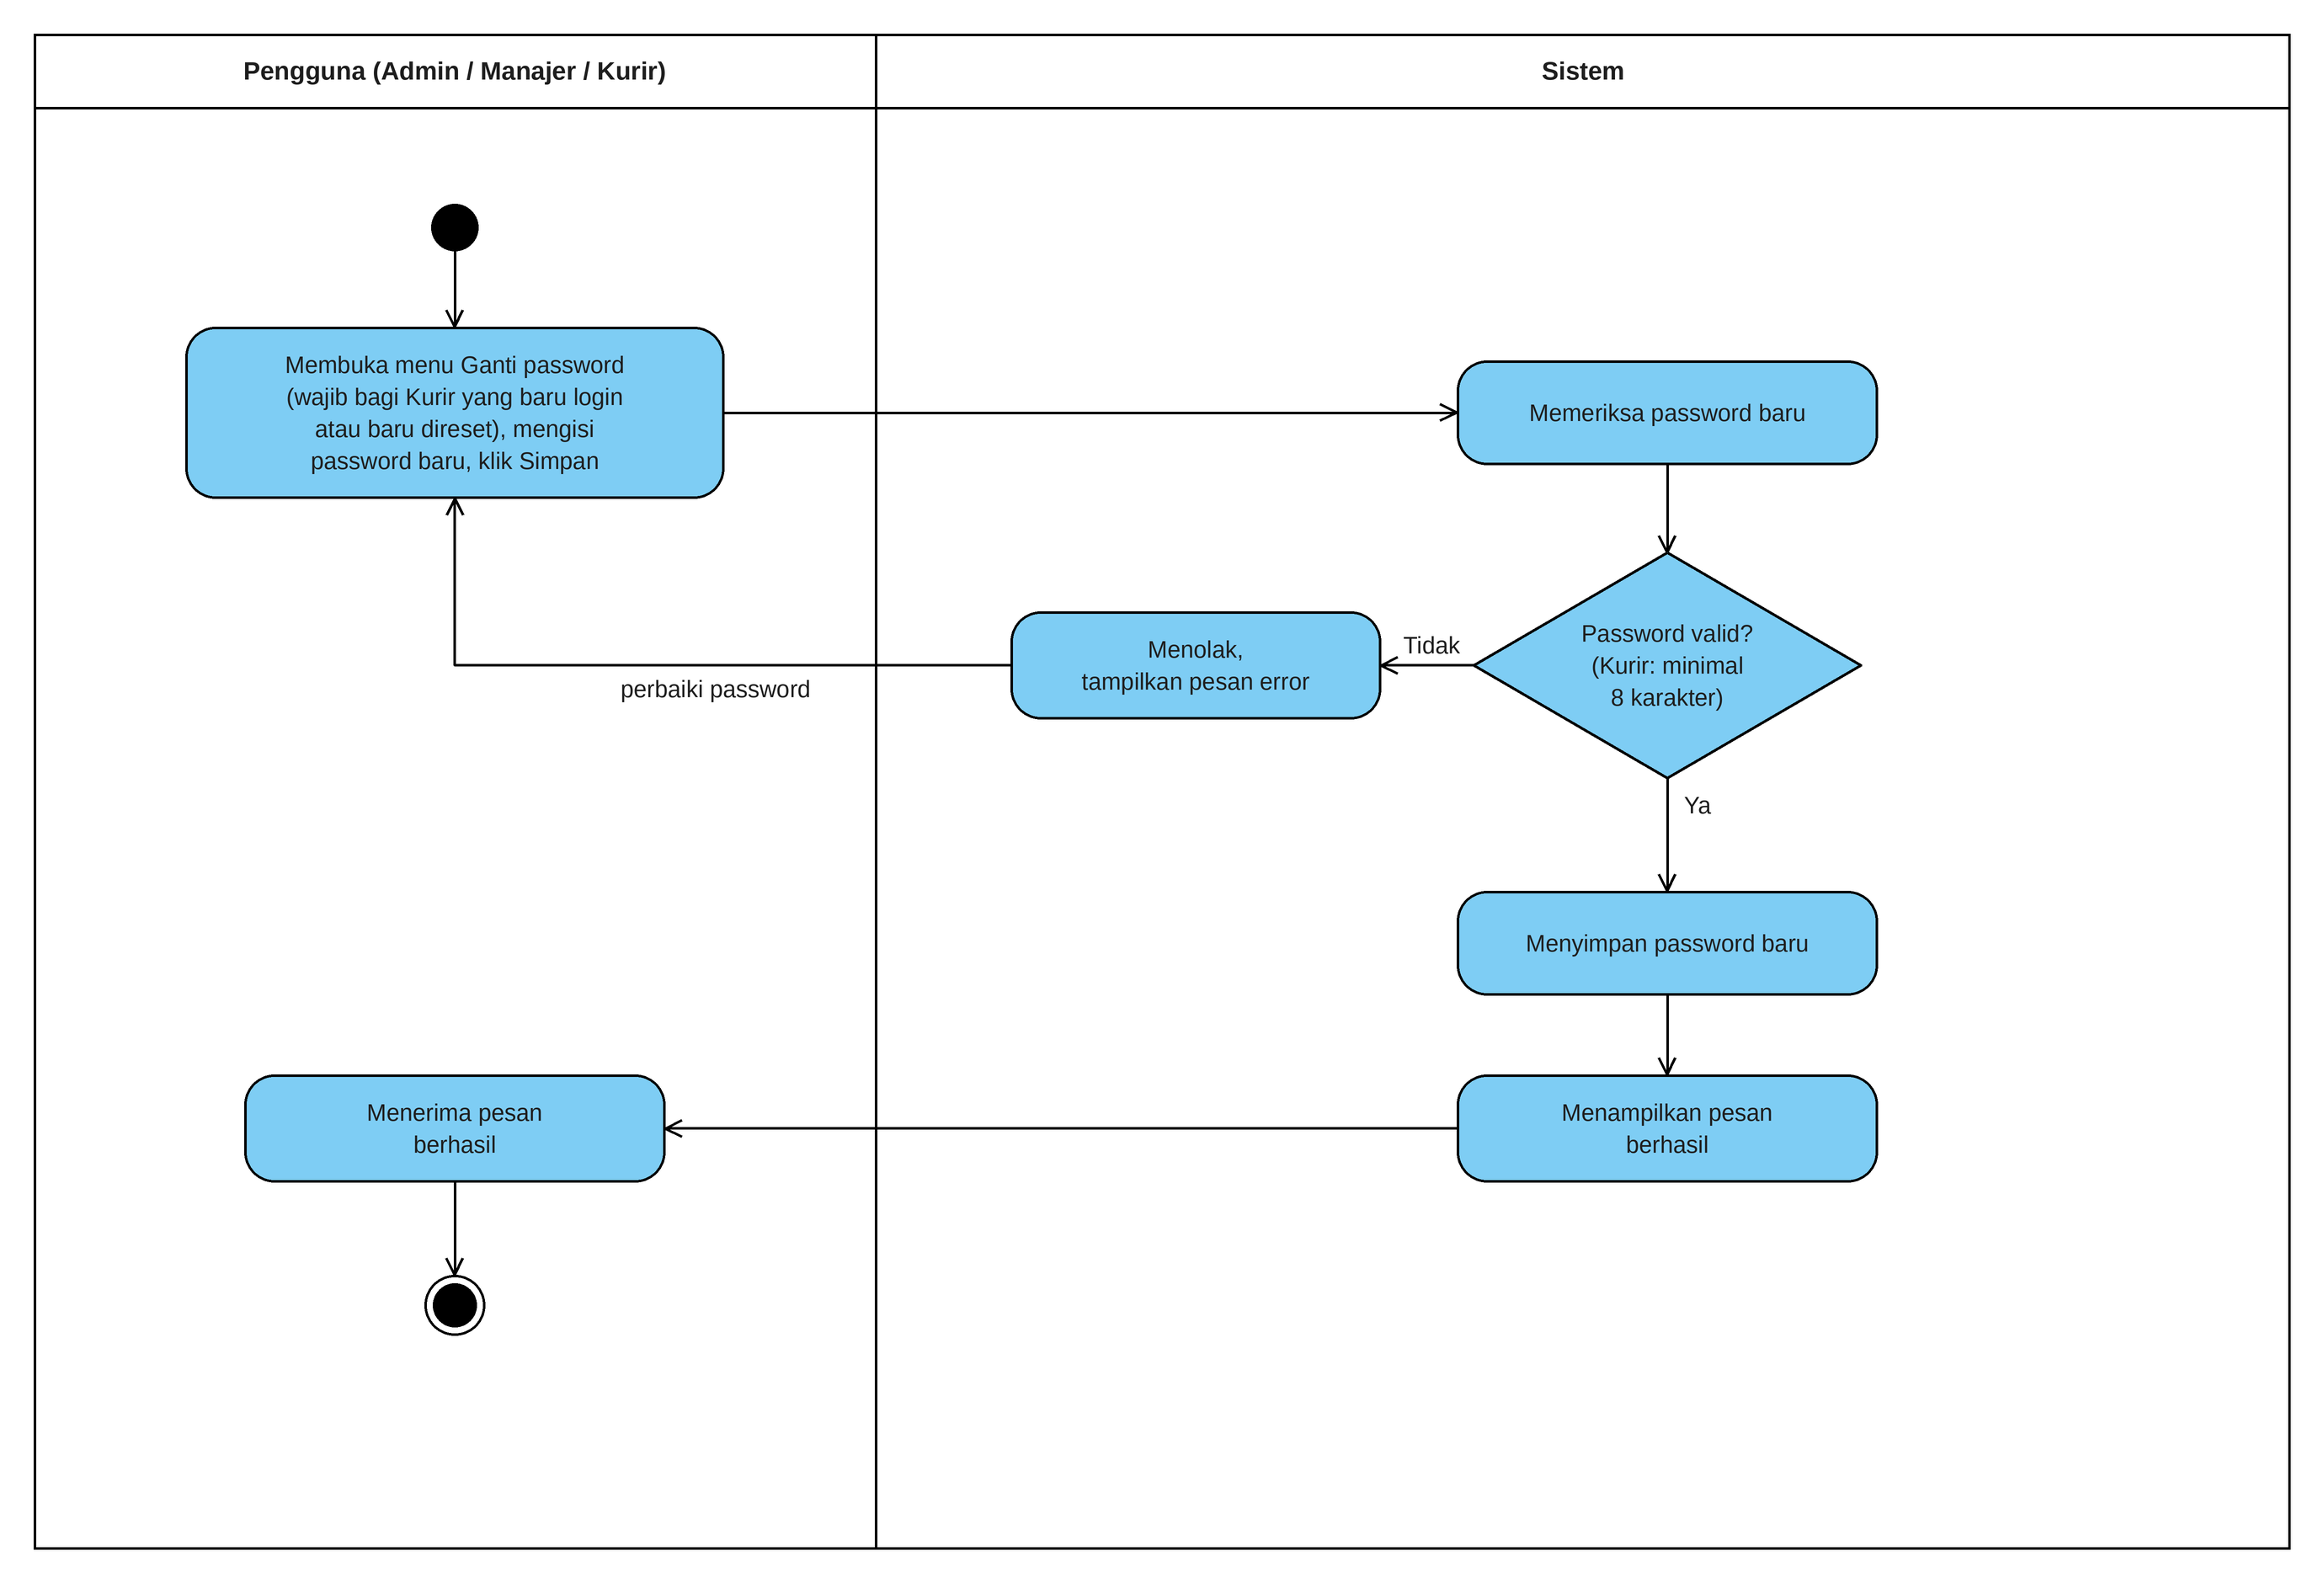 Pengguna (Admin / Manajer / Kurir)
Sistem
Membuka menu Ganti password
(wajib bagi Kurir yang baru login
atau baru direset), mengisi
password baru, klik Simpan
Memeriksa password baru
Password valid?
(Kurir: minimal
8 karakter)
Tidak
Menolak,
tampilkan pesan error
perbaiki password
Ya
Menyimpan password baru
Menampilkan pesan
berhasil
Menerima pesan
berhasil